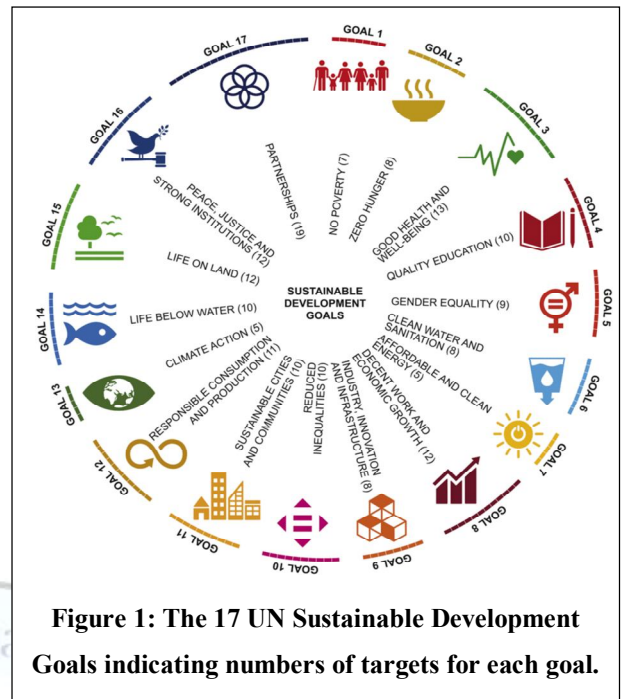 GOAL 1
GOAL 2
GOAL 3
GOAL 4
GOAL 5
GOAL 6
GOAL 7
GOAL 8
GOAL 9
GOAL 10
GOAL 11
GOAL 12
GOAL 13
GOAL 14
GOAL 15
GOAL 16
GOAL 17
NO POVERTY (7)
ZERO HUNGER (8)
GOOD HEALTH AND
WELL-BEING (13)
QUALITY EDUCATION (10)
GENDER EQUALITY (9)
CLEAN WATER AND
SANITATION (8)
AFFORDABLE AND CLEAN
ENERGY (5)
DECENT WORK AND
ECONOMIC GROWTH (12)
INDUSTRY, INNOVATION
AND INFRASTRUCTURE (8)
REDUCED
INEQUALITIES (10)
SUSTAINABLE CITIES
AND COMMUNITIES (10)
RESPONSIBLE CONSUMPTION
AND PRODUCTION (11)
CLIMATE ACTION (5)
LIFE BELOW WATER (10)
LIFE ON LAND (12)
PEACE, JUSTICE AND
STRONG INSTITUTIONS (12)
PARTNERSHIPS (19)
SUSTAINABLE
DEVELOPMENT
GOALS
Figure 1: The 17 UN Sustainable Development
Goals indicating numbers of targets for each goal.